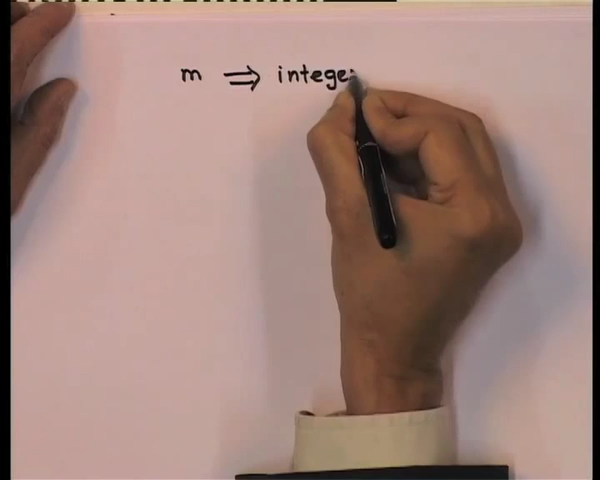 m ⇒ intege